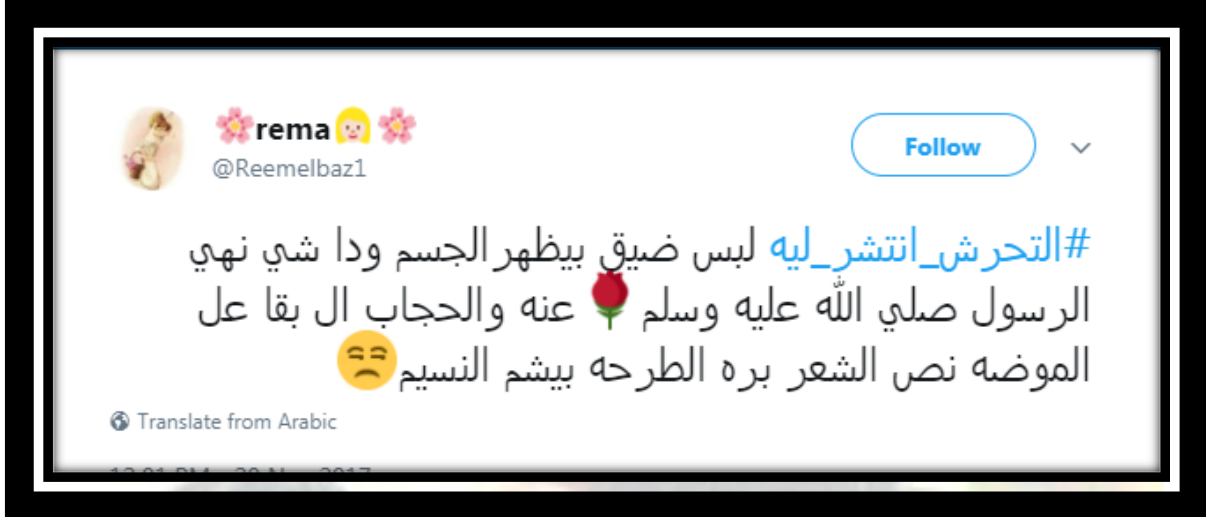 🌸rema👱‍♀️🌸
@Reemelbaz1
Follow
#التحرش_انتشر_ليه لبس ضيق بيظهر الجسم ودا شي نهي
الرسول صلي الله عليه وسلم🌹 عنه والحجاب ال بقا عل
الموضه نص الشعر بره الطرحه بيشم النسيم😒
Translate from Arabic